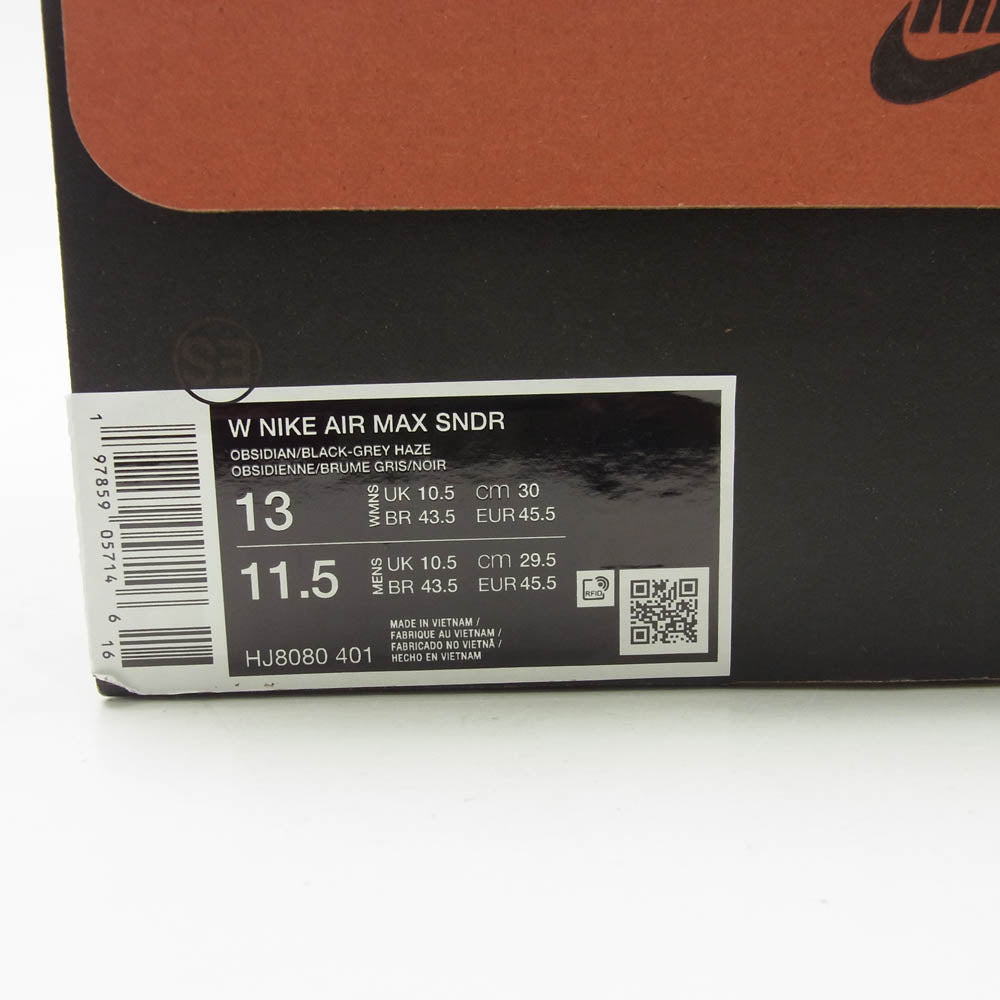 NIKE
ES
W NIKE AIR MAX SNDR
OBSIDIAN/BLACK-GREY HAZE
OBSIDIENNE/BRUME GRIS/NOIR
13 WMNS UK 10.5 cm 30
BR 43.5 EUR 45.5
11.5 MENS UK 10.5 cm 29.5
BR 43.5 EUR 45.5
RFID
MADE IN VIETNAM /
FABRIQUE AU VIETNAM /
FABRICADO NO VIETNÃ /
HECHO EN VIETNAM
HJ8080 401
1 97859 05714 6 16